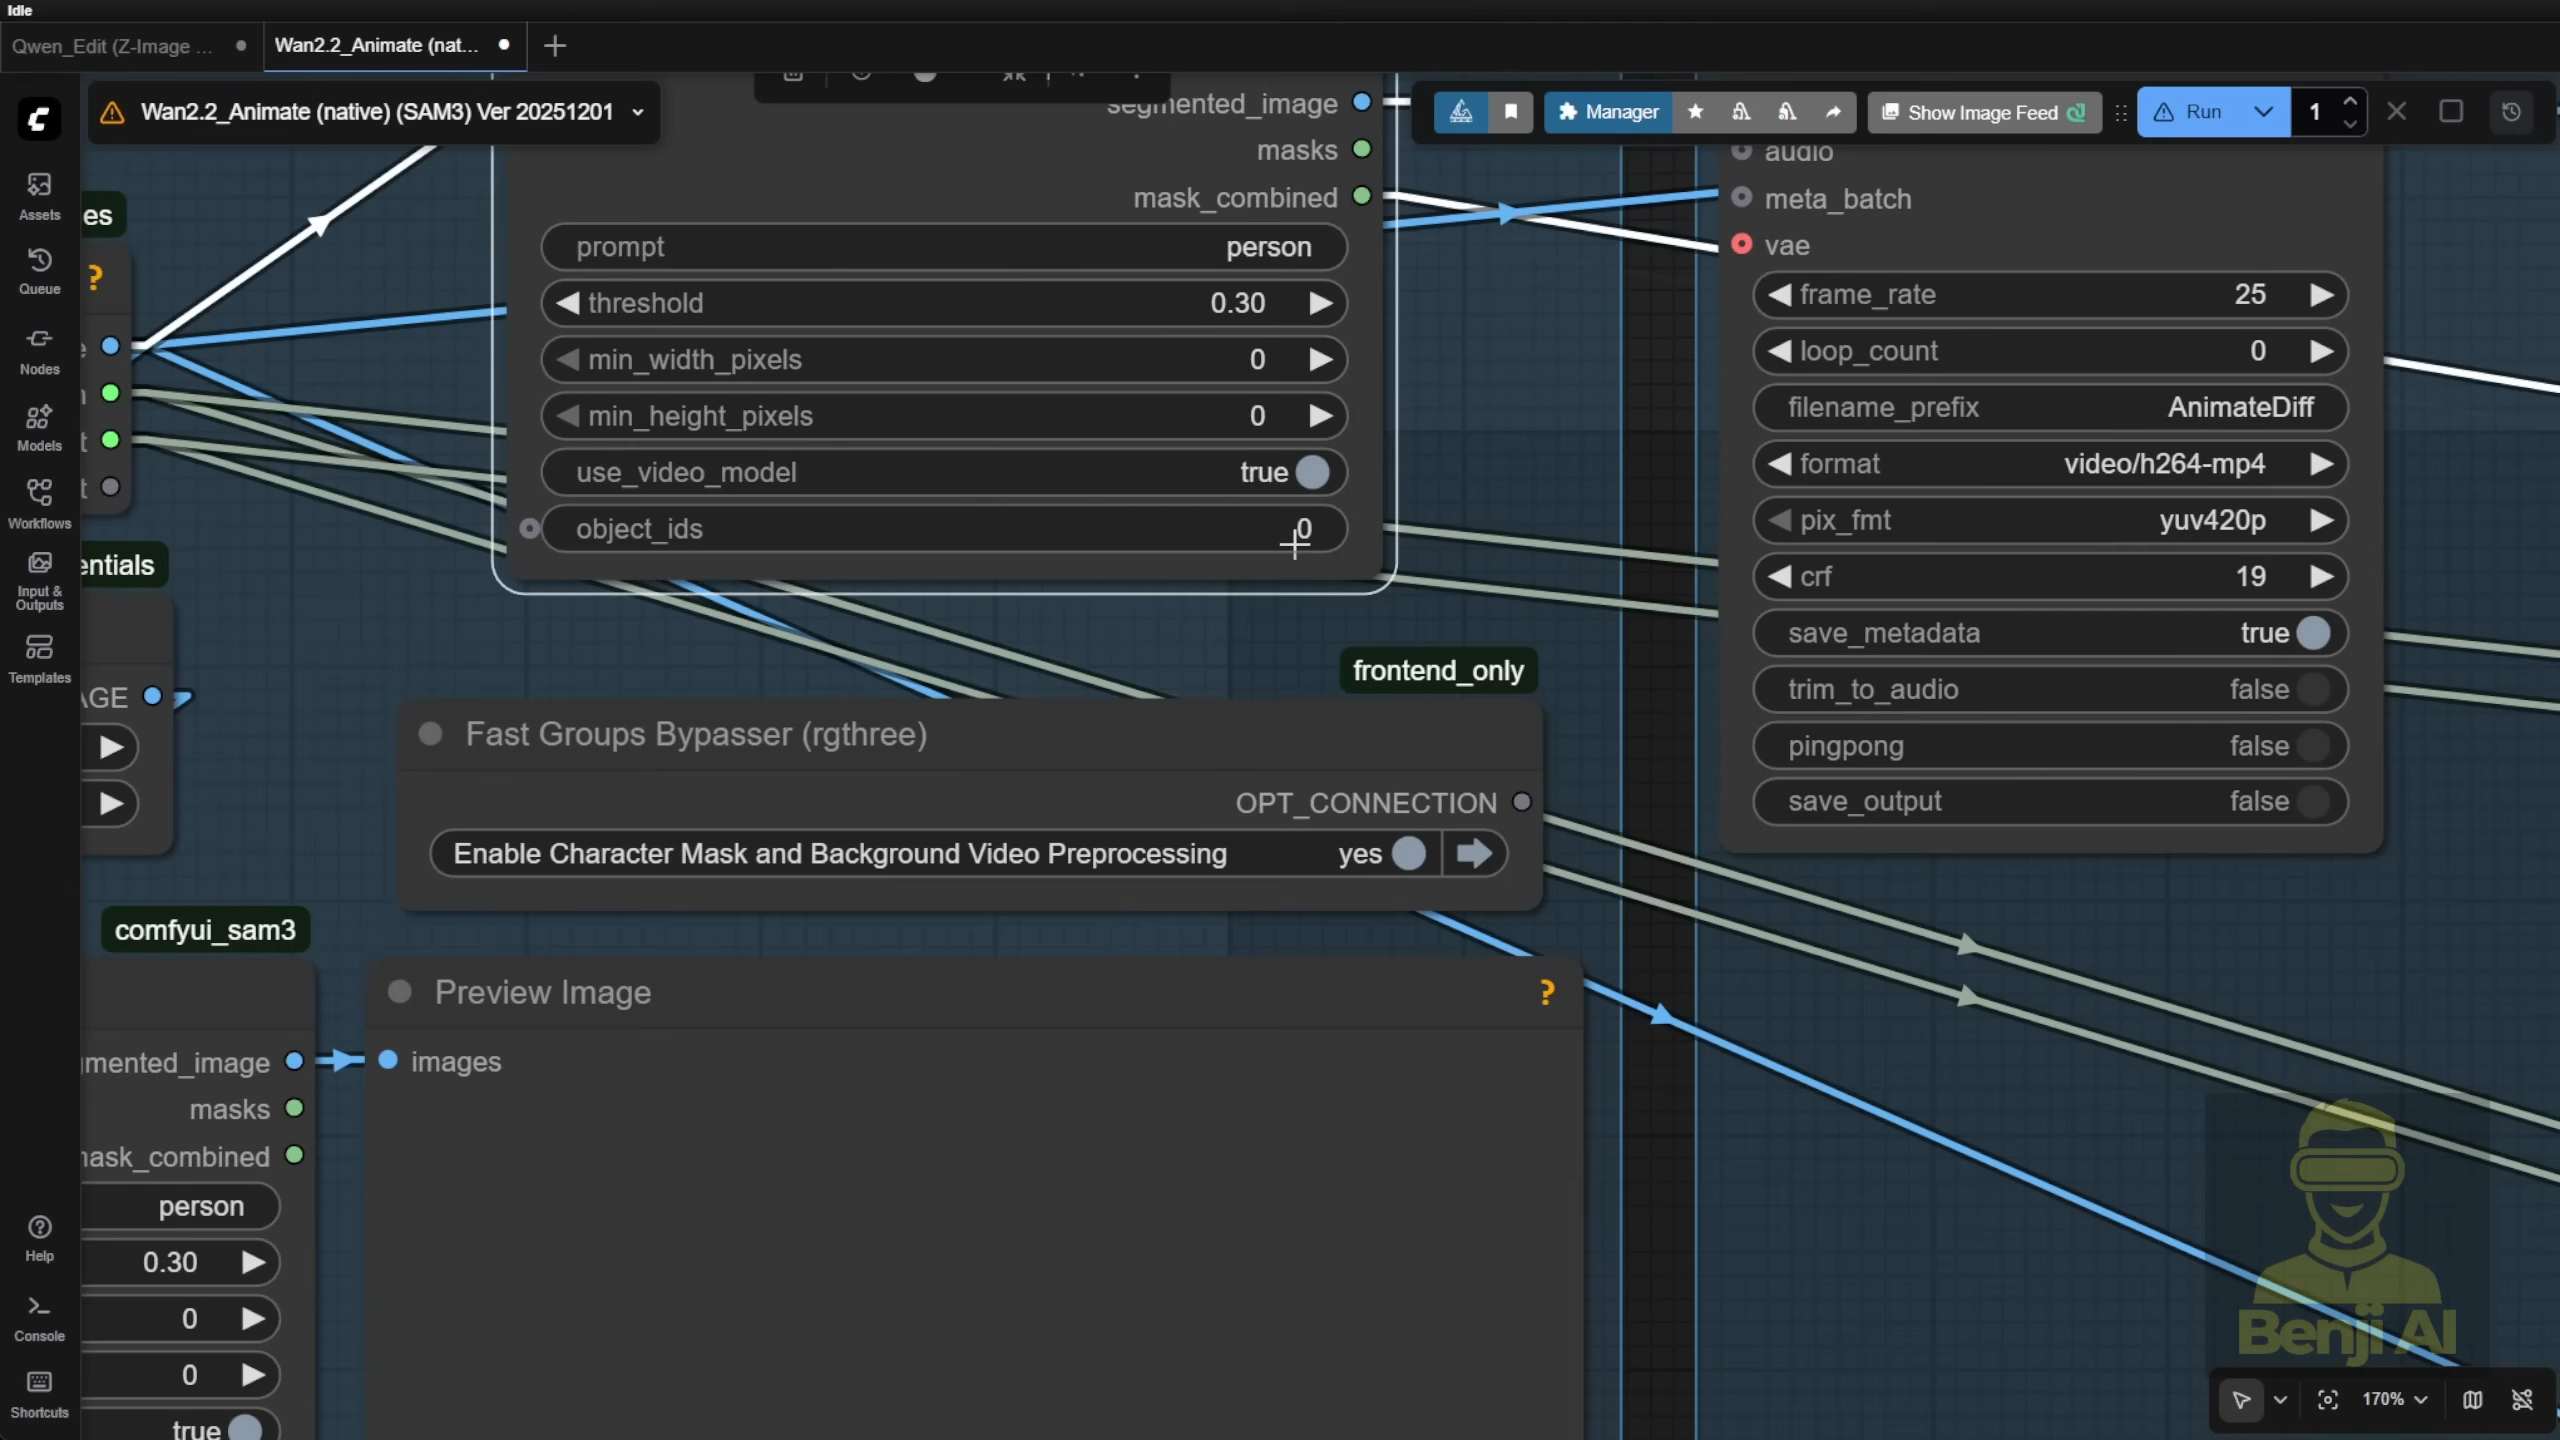 Idle
Qwen_Edit (Z-Image ...
Wan2.2_Animate (nat...
Wan2.2_Animate (native) (SAM3) Ver 20251201
Manager
Show Image Feed
Run
1
Assets
Queue
Nodes
Models
Workflows
Input &
Outputs
Templates
Help
Console
Shortcuts
es
?
t
t
entials
AGE
segmented_image
masks
mask_combined
prompt person
threshold 0.30
min_width_pixels 0
min_height_pixels 0
use_video_model true
object_ids 0
audio
meta_batch
vae
frame_rate 25
loop_count 0
filename_prefix AnimateDiff
format video/h264-mp4
pix_fmt yuv420p
crf 19
save_metadata true
trim_to_audio false
pingpong false
save_output false
frontend_only
Fast Groups Bypasser (rgthree)
OPT_CONNECTION
Enable Character Mask and Background Video Preprocessing yes
comfyui_sam3
gmented_image
masks
mask_combined
person
0.30
0
0
true
Preview Image ?
images
Benji AI
170%